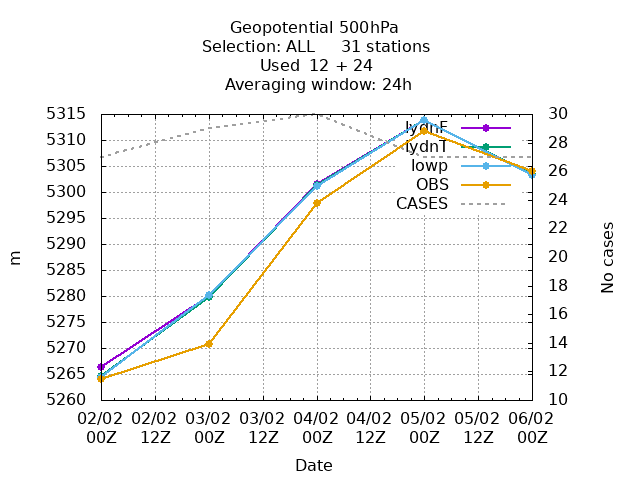 Geopotential 500hPa
Selection: ALL     31 stations
Used  12 + 24
Averaging window: 24h
5315
5310
5305
5300
5295
5290
5285
5280
5275
5270
5265
5260
m
30
28
26
24
22
20
18
16
14
12
10
No cases
lydnF
lydnT
lowp
OBS
CASES
02/02 02/02 03/02 03/02 04/02 04/02 05/02 05/02 06/02
00Z 12Z 00Z 12Z 00Z 12Z 00Z 12Z 00Z
Date